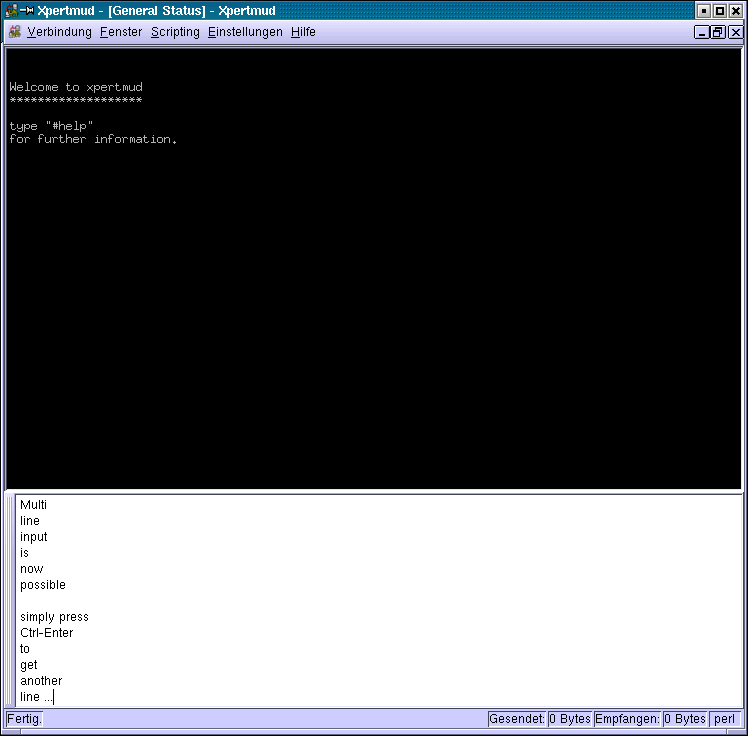 Xpertmud - [General Status] - Xpertmud
Verbindung Fenster Scripting Einstellungen Hilfe
Welcome to xpertmud
*******************
type "#help"
for further information.
Multi
line
input
is
now
possible
simply press
Ctrl-Enter
to
get
another
line ...
Fertig. Gesendet: 0 Bytes Empfangen: 0 Bytes perl